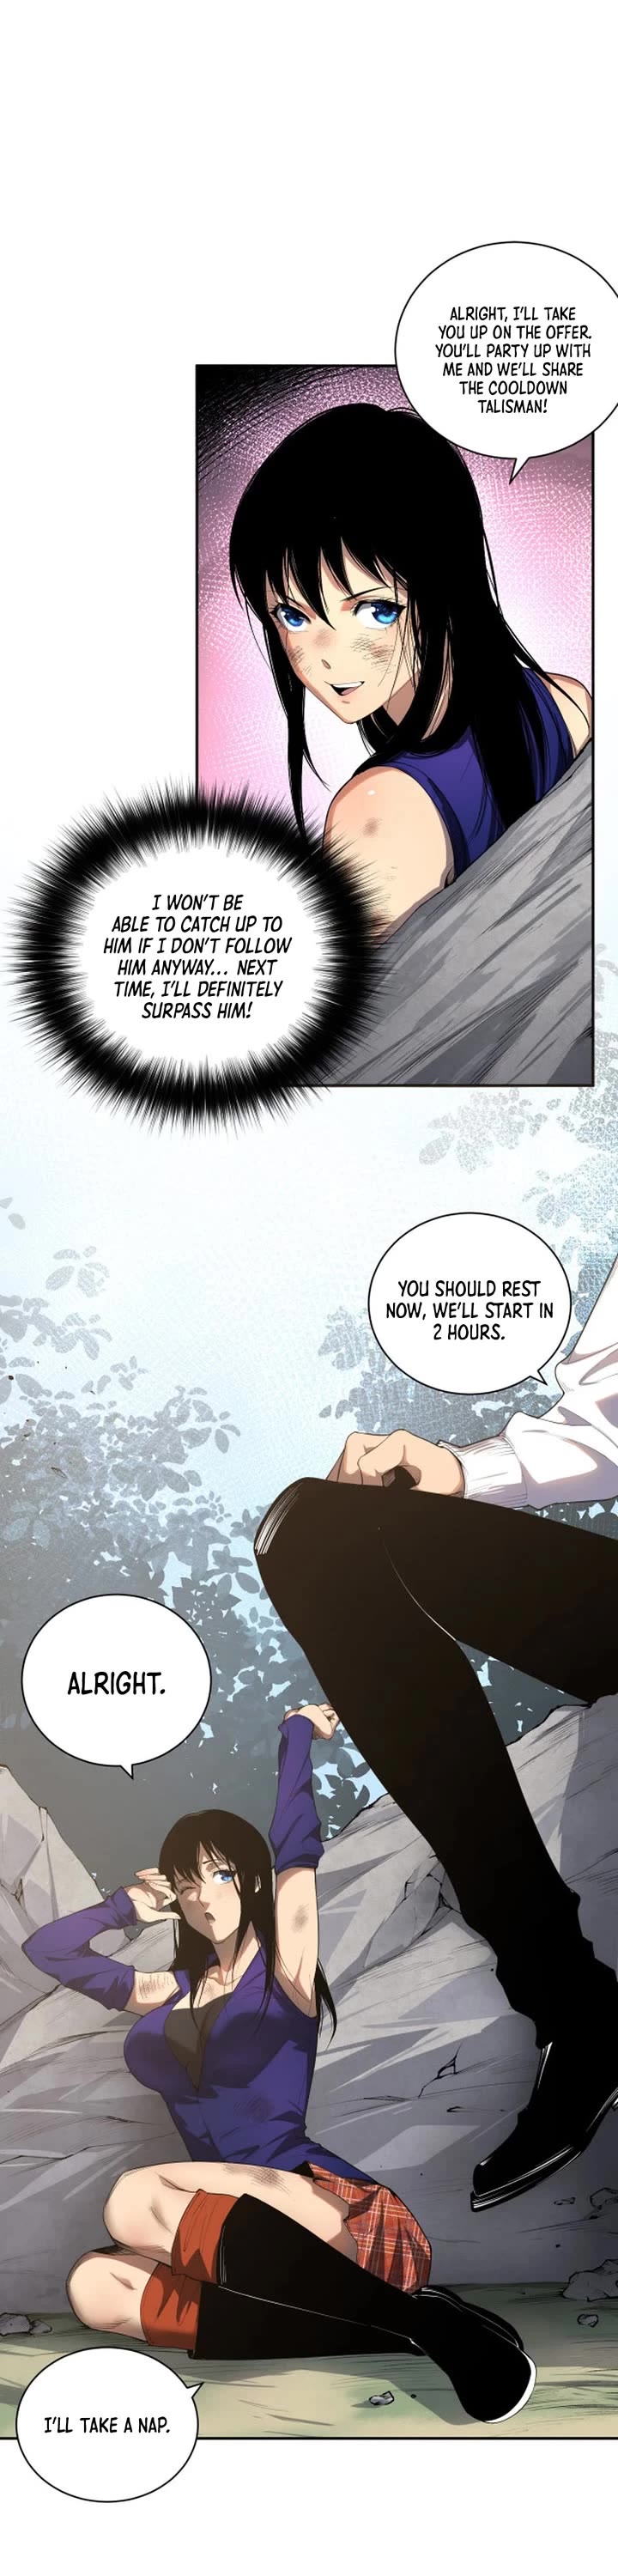 ALRIGHT, I'LL TAKE
YOU UP ON THE OFFER.
YOU'LL PARTY UP WITH
ME AND WE'LL SHARE
THE COOLDOWN
TALISMAN!
I WON'T BE
ABLE TO CATCH UP TO
HIM IF I DON'T FOLLOW
HIM ANYWAY... NEXT
TIME, I'LL DEFINITELY
SURPASS HIM!
YOU SHOULD REST
NOW, WE'LL START IN
2 HOURS.
ALRIGHT.
I'LL TAKE A NAP.